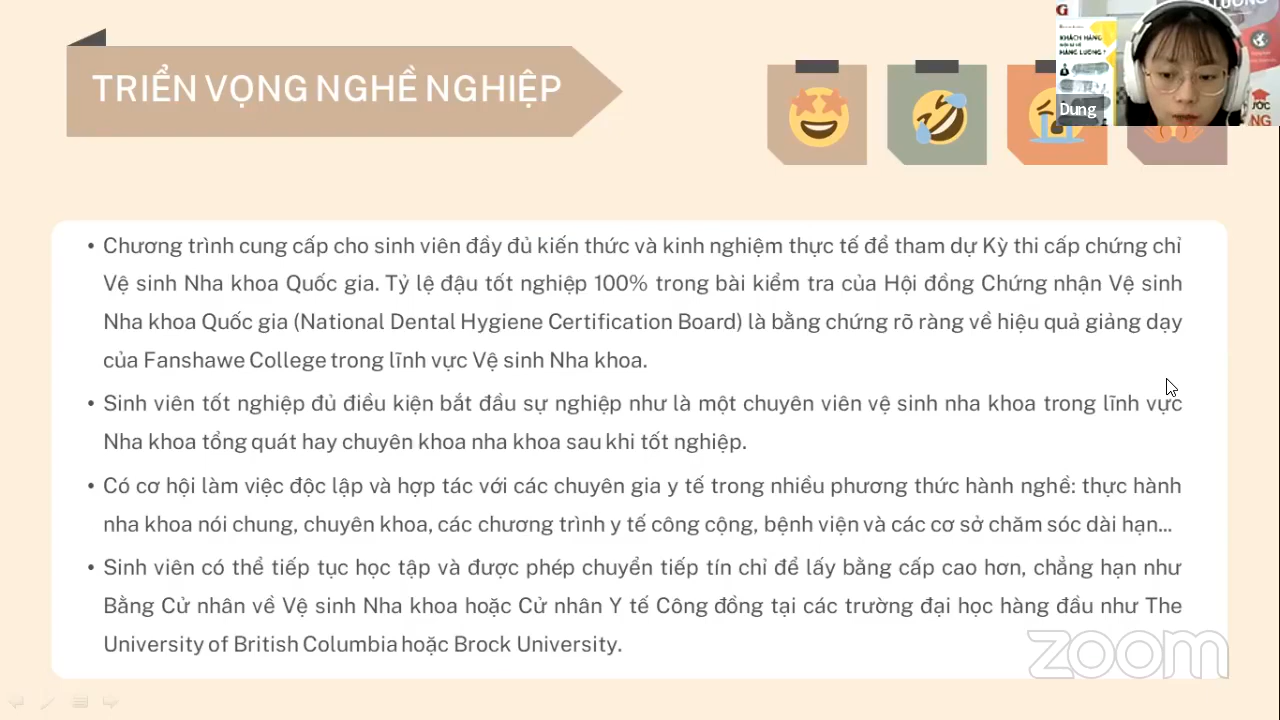 TRIỂN VỌNG NGHỀ NGHIỆP
G
KHÁCH HÀNG
HÀNG LƯƠNG?
Dung
ƯƠNG
ƯỚC
NG
• Chương trình cung cấp cho sinh viên đầy đủ kiến thức và kinh nghiệm thực tế để tham dự Kỳ thi cấp chứng chỉ
Vệ sinh Nha khoa Quốc gia. Tỷ lệ đậu tốt nghiệp 100% trong bài kiểm tra của Hội đồng Chứng nhận Vệ sinh
Nha khoa Quốc gia (National Dental Hygiene Certification Board) là bằng chứng rõ ràng về hiệu quả giảng dạy
của Fanshawe College trong lĩnh vực Vệ sinh Nha khoa.
• Sinh viên tốt nghiệp đủ điều kiện bắt đầu sự nghiệp như là một chuyên viên vệ sinh nha khoa trong lĩnh vực
Nha khoa tổng quát hay chuyên khoa nha khoa sau khi tốt nghiệp.
• Có cơ hội làm việc độc lập và hợp tác với các chuyên gia y tế trong nhiều phương thức hành nghề: thực hành
nha khoa nói chung, chuyên khoa, các chương trình y tế công cộng, bệnh viện và các cơ sở chăm sóc dài hạn...
• Sinh viên có thể tiếp tục học tập và được phép chuyển tiếp tín chỉ để lấy bằng cấp cao hơn, chẳng hạn như
Bằng Cử nhân về Vệ sinh Nha khoa hoặc Cử nhân Y tế Công đồng tại các trường đại học hàng đầu như The
University of British Columbia hoặc Brock University.
zoom